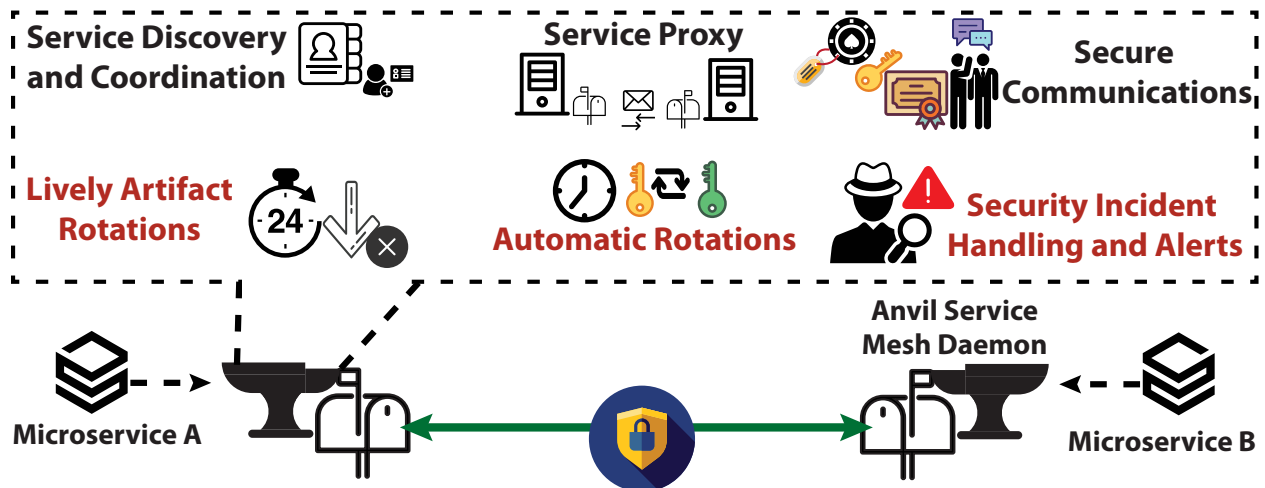 Service Discovery
and Coordination
Service Proxy
Secure
Communications
Lively Artifact
Rotations
24
Automatic Rotations
Security Incident
Handling and Alerts
Anvil Service
Mesh Daemon
Microservice A
Microservice B